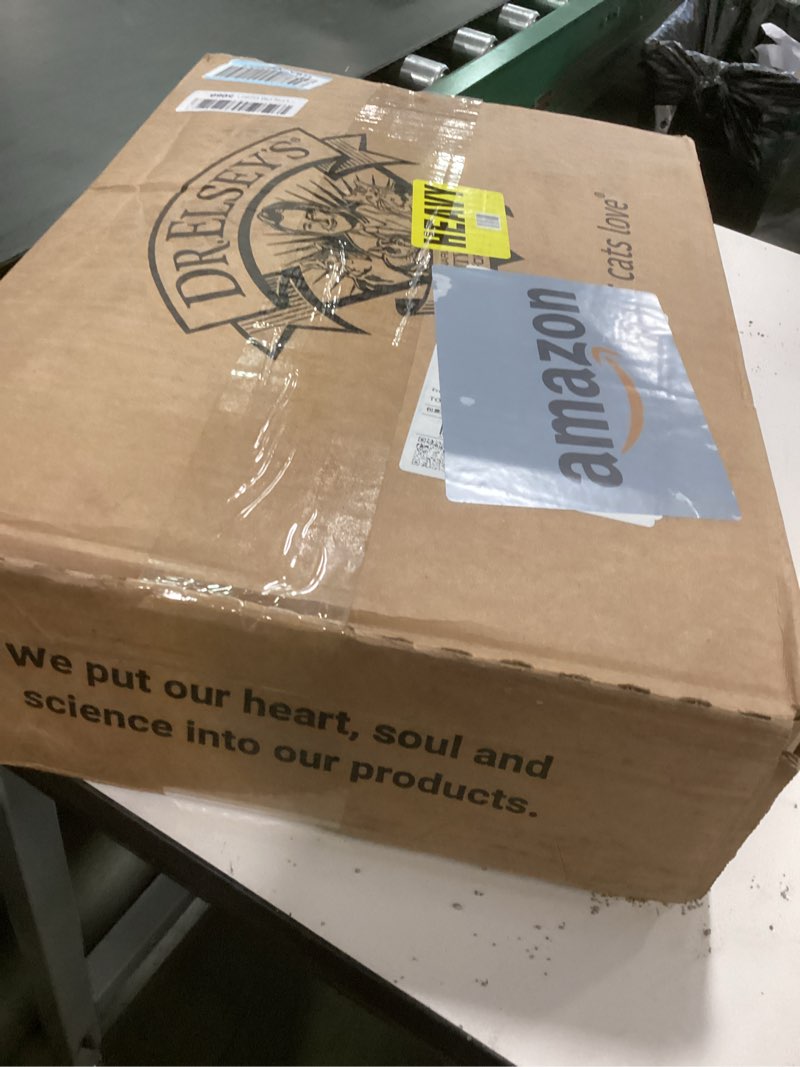 DR.ELSEY'S®
HEAVY
cats love®
amazon
We put our heart, soul and
science into our products.